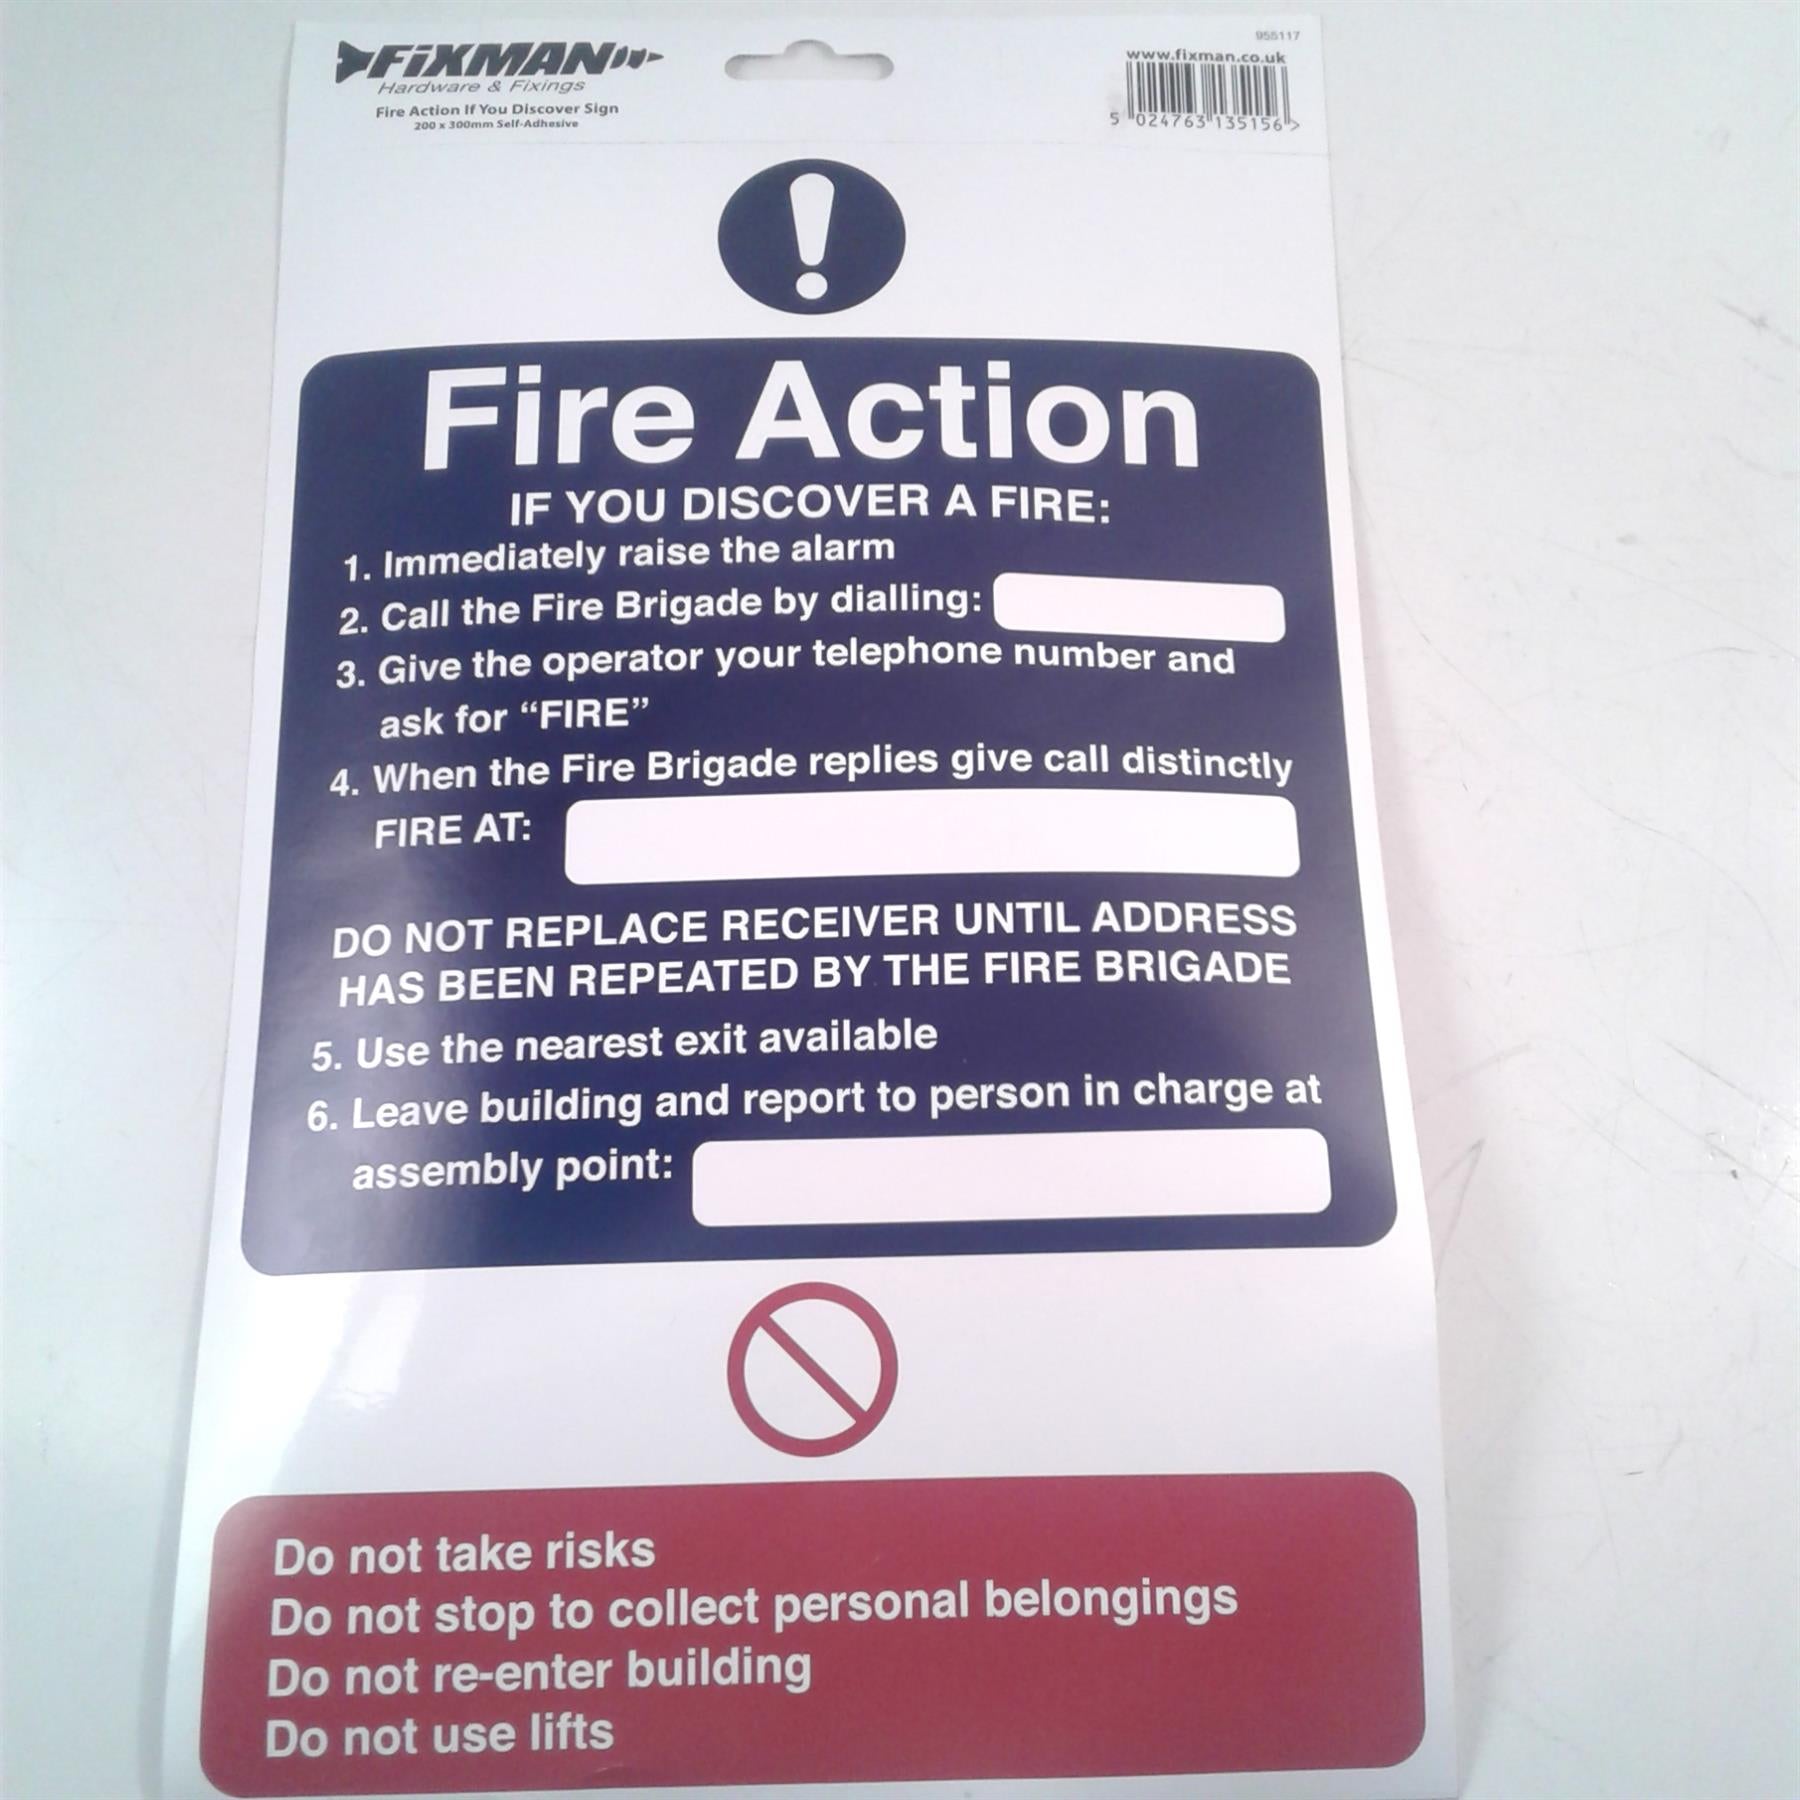 FiXMAN
Hardware & Fixings
Fire Action If You Discover Sign
200 x 300mm Self-Adhesive
955117
www.fixman.co.uk
5 024763 135156 >
Fire Action
IF YOU DISCOVER A FIRE:
1. Immediately raise the alarm
2. Call the Fire Brigade by dialling:
3. Give the operator your telephone number and
ask for “FIRE”
4. When the Fire Brigade replies give call distinctly
FIRE AT:
DO NOT REPLACE RECEIVER UNTIL ADDRESS
HAS BEEN REPEATED BY THE FIRE BRIGADE
5. Use the nearest exit available
6. Leave building and report to person in charge at
assembly point:
Do not take risks
Do not stop to collect personal belongings
Do not re-enter building
Do not use lifts